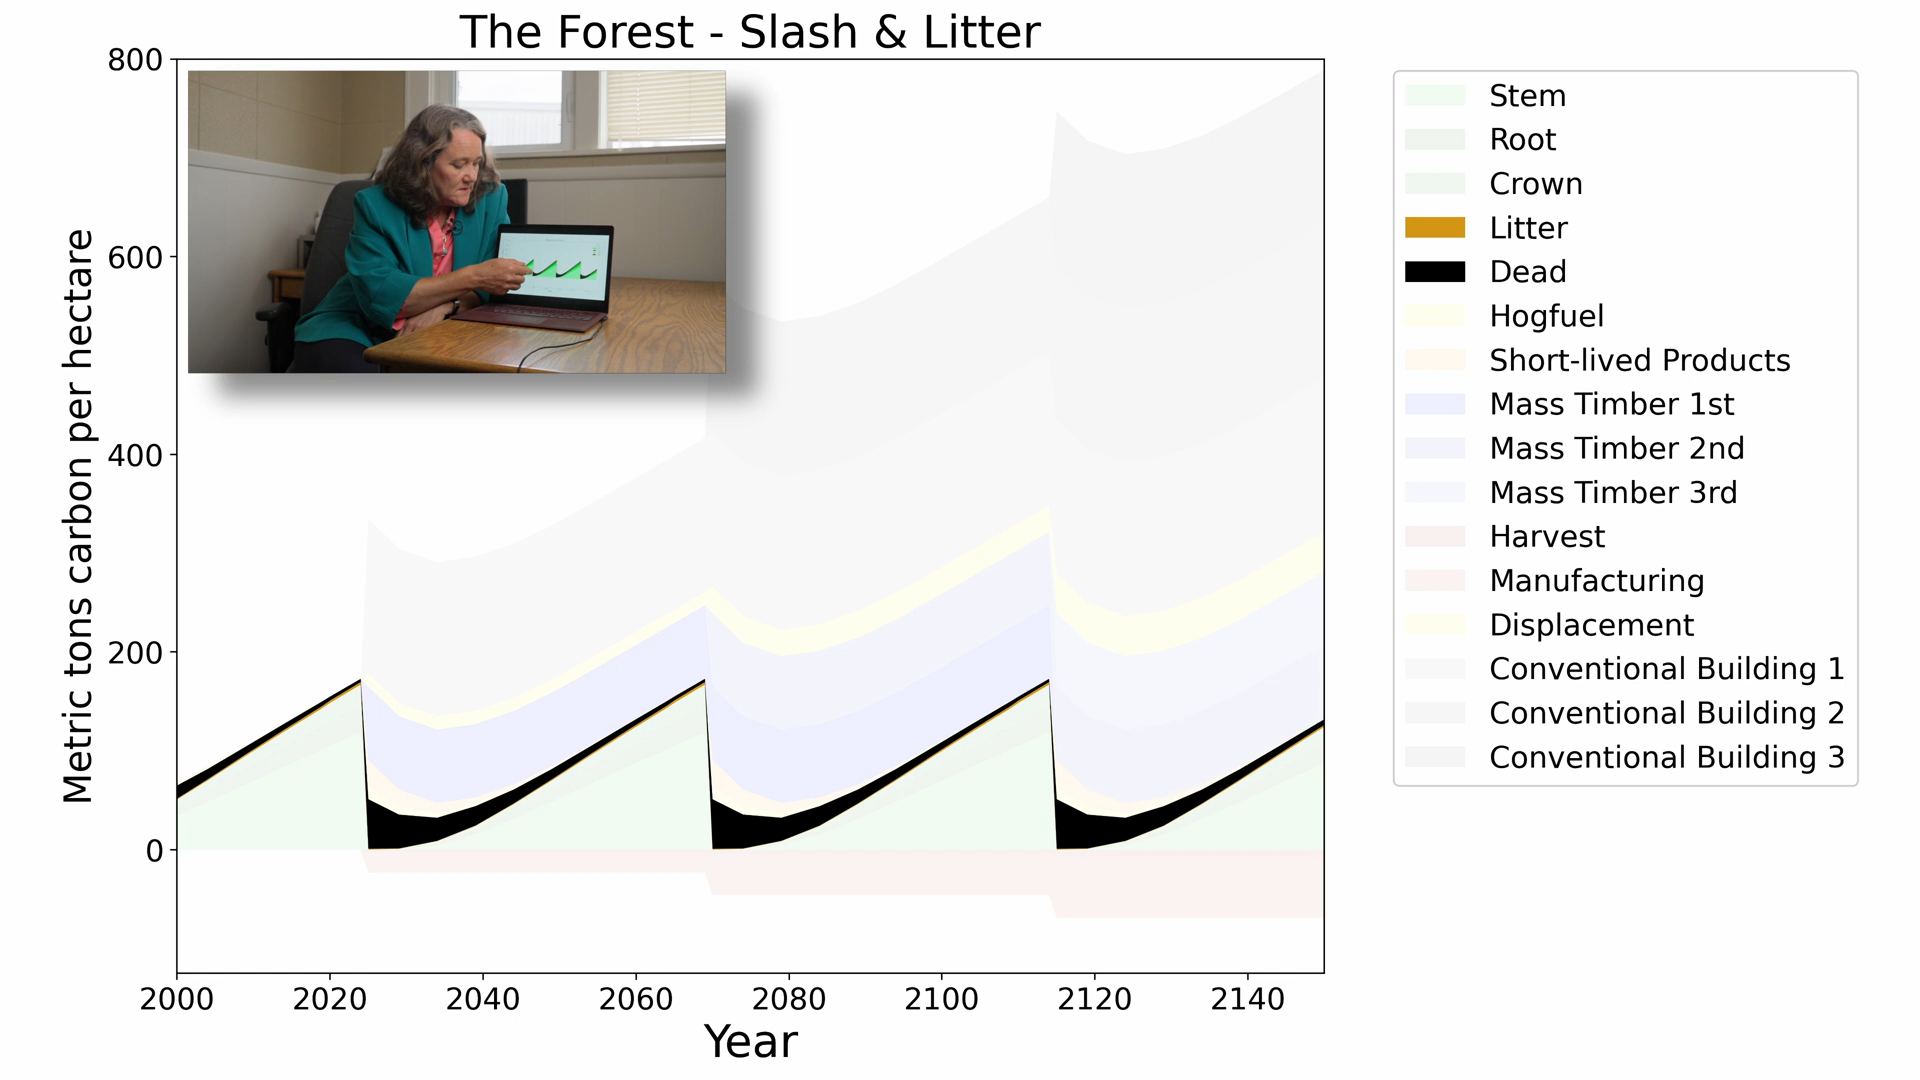 The Forest - Slash & Litter
800
600
400
200
0
Metric tons carbon per hectare
2000
2020
2040
2060
2080
2100
2120
2140
Year
Stem
Root
Crown
Litter
Dead
Hogfuel
Short-lived Products
Mass Timber 1st
Mass Timber 2nd
Mass Timber 3rd
Harvest
Manufacturing
Displacement
Conventional Building 1
Conventional Building 2
Conventional Building 3